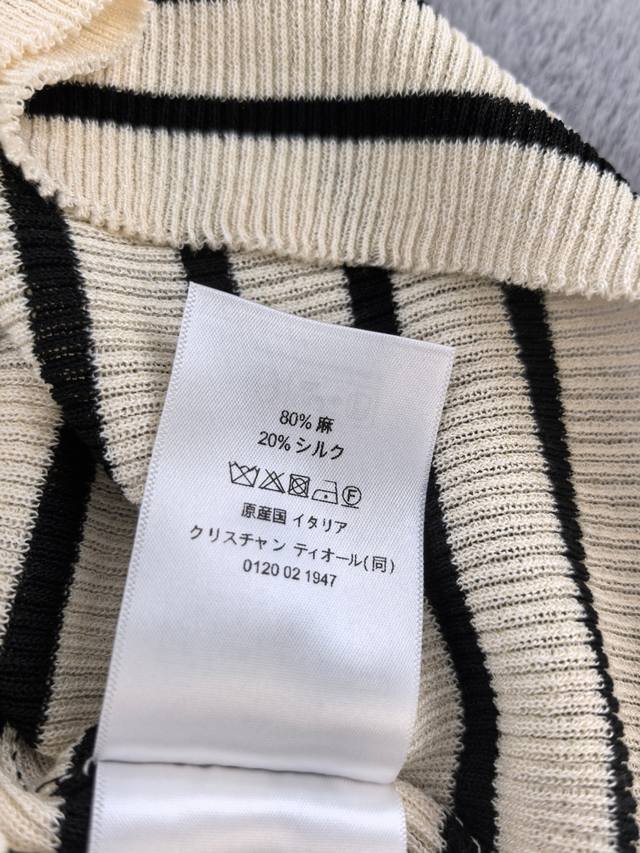 80% 麻
20% シルク
原産国 イタリア
クリスチャン ディオール(同)
0120 02 1947